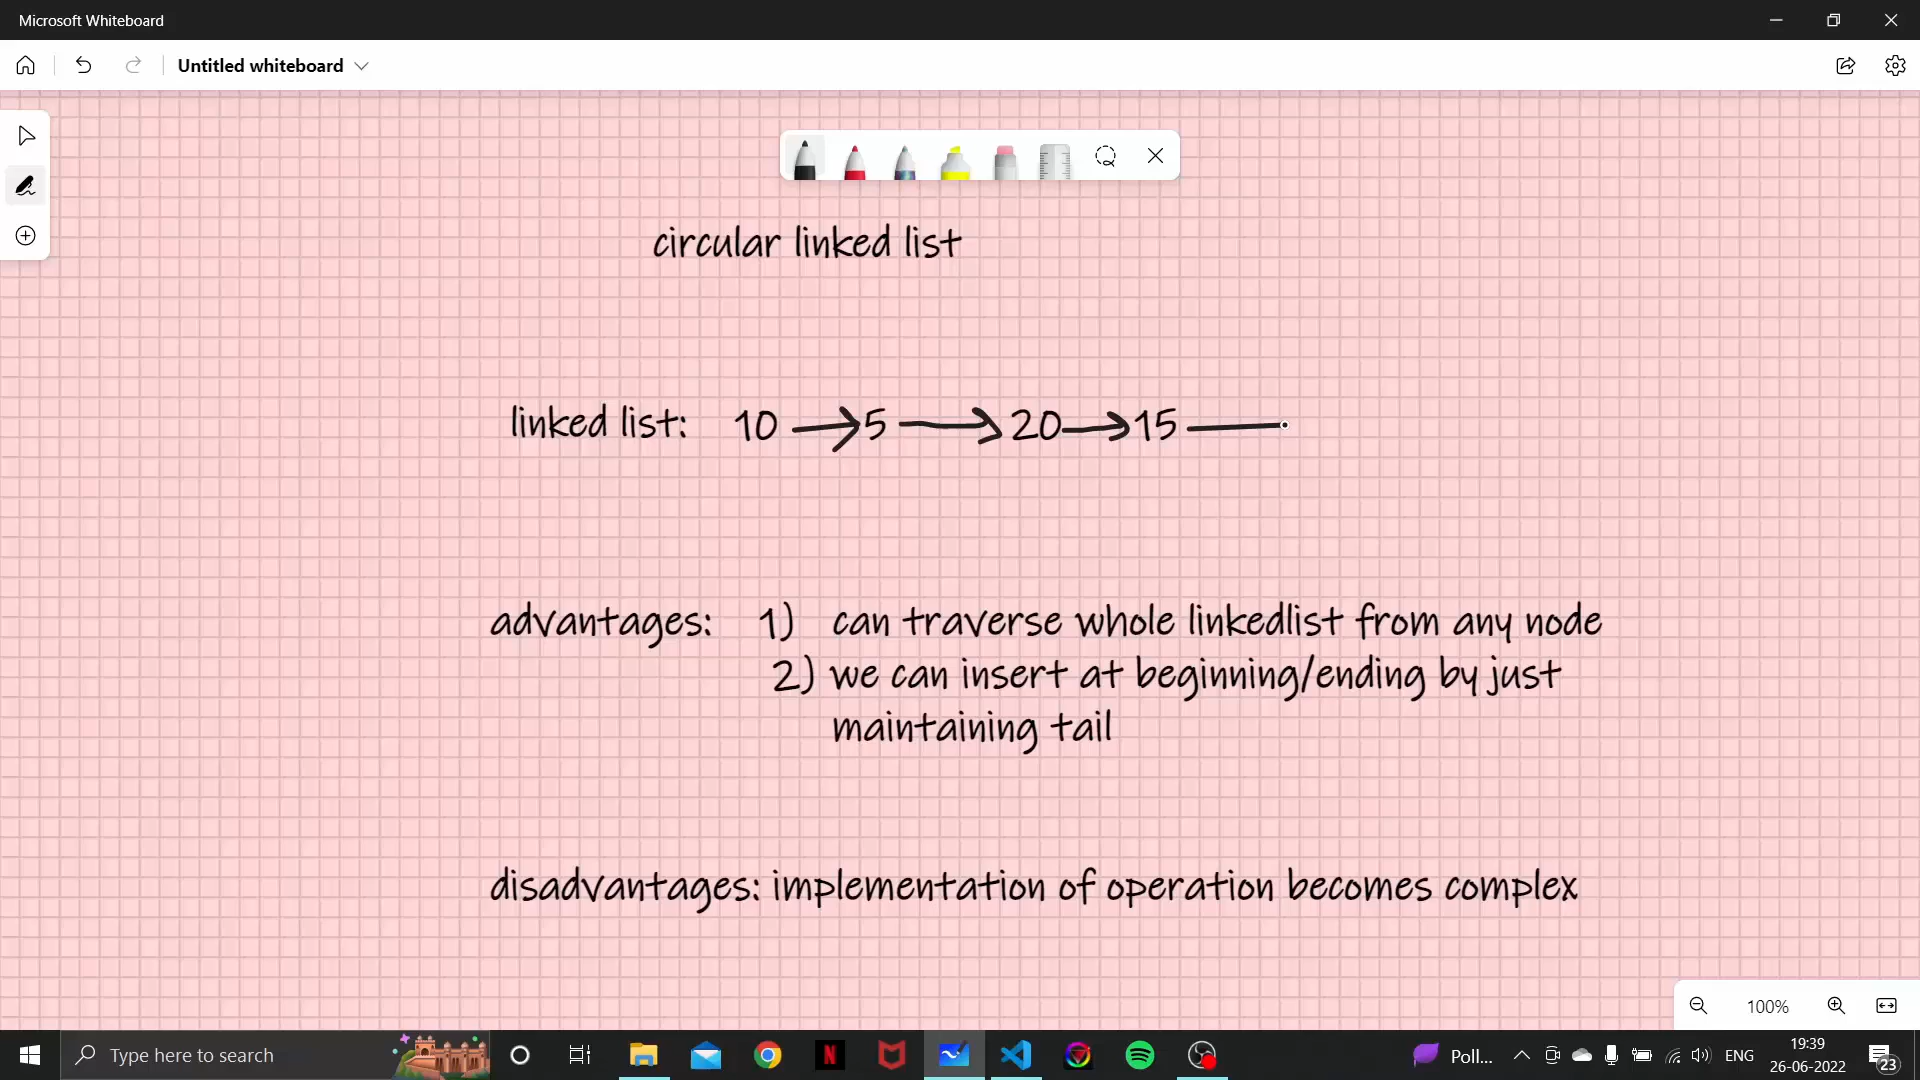 Microsoft Whiteboard
Untitled whiteboard
circular linked list
linked list: 10 5 20 15
advantages: 1) can traverse whole linkedlist from any node
2) we can insert at beginning/ending by just
maintaining tail
disadvantages: implementation of operation becomes complex
100%
Type here to search
N
Poll...
ENG
19:39
26-06-2022
23